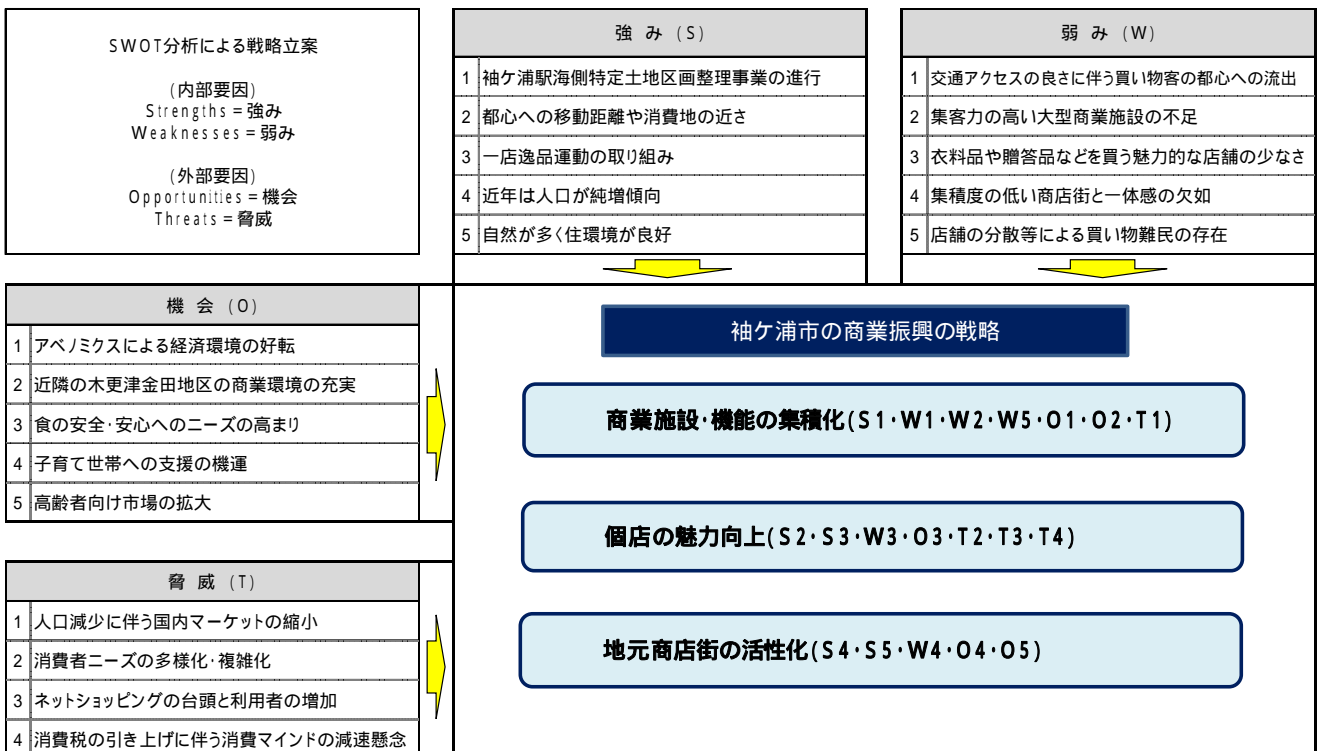 SWOT分析による戦略立案
(内部要因)
Strengths=強み
Weaknesses=弱み
(外部要因)
Opportunities=機会
Threats=脅威
強 み (S)
1 袖ケ浦駅海側特定土地区画整理事業の進行
2 都心への移動距離や消費地の近さ
3 一店逸品運動の取り組み
4 近年は人口が純増傾向
5 自然が多く住環境が良好
弱 み (W)
1 交通アクセスの良さに伴う買い物客の都心への流出
2 集客力の高い大型商業施設の不足
3 衣料品や贈答品などを買う魅力的な店舗の少なさ
4 集積度の低い商店街と一体感の欠如
5 店舗の分散等による買い物難民の存在
機 会 (O)
1 アベノミクスによる経済環境の好転
2 近隣の木更津金田地区の商業環境の充実
3 食の安全・安心へのニーズの高まり
4 子育て世帯への支援の機運
5 高齢者向け市場の拡大
脅 威 (T)
1 人口減少に伴う国内マーケットの縮小
2 消費者ニーズの多様化・複雑化
3 ネットショッピングの台頭と利用者の増加
4 消費税の引き上げに伴う消費マインドの減速懸念
袖ケ浦市の商業振興の戦略
商業施設・機能の集積化(S1・W1・W2・W5・O1・O2・T1)
個店の魅力向上(S2・S3・W3・O3・T2・T3・T4)
地元商店街の活性化(S4・S5・W4・O4・O5)